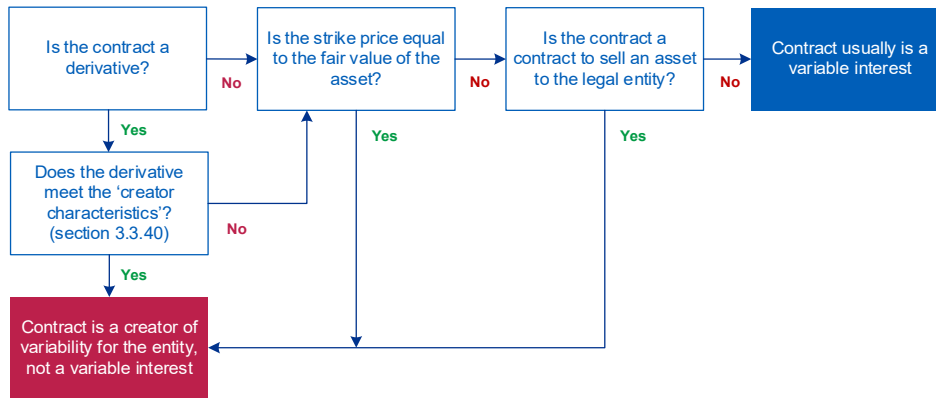 Is the contract a
derivative?
No
Is the strike price equal
to the fair value of the
asset?
No
Is the contract a
contract to sell an asset
to the legal entity?
No
Contract usually is a
variable interest
Yes
Yes
Yes
Does the derivative
meet the ‘creator
characteristics’?
(section 3.3.40)
No
Yes
Contract is a creator of
variability for the entity,
not a variable interest